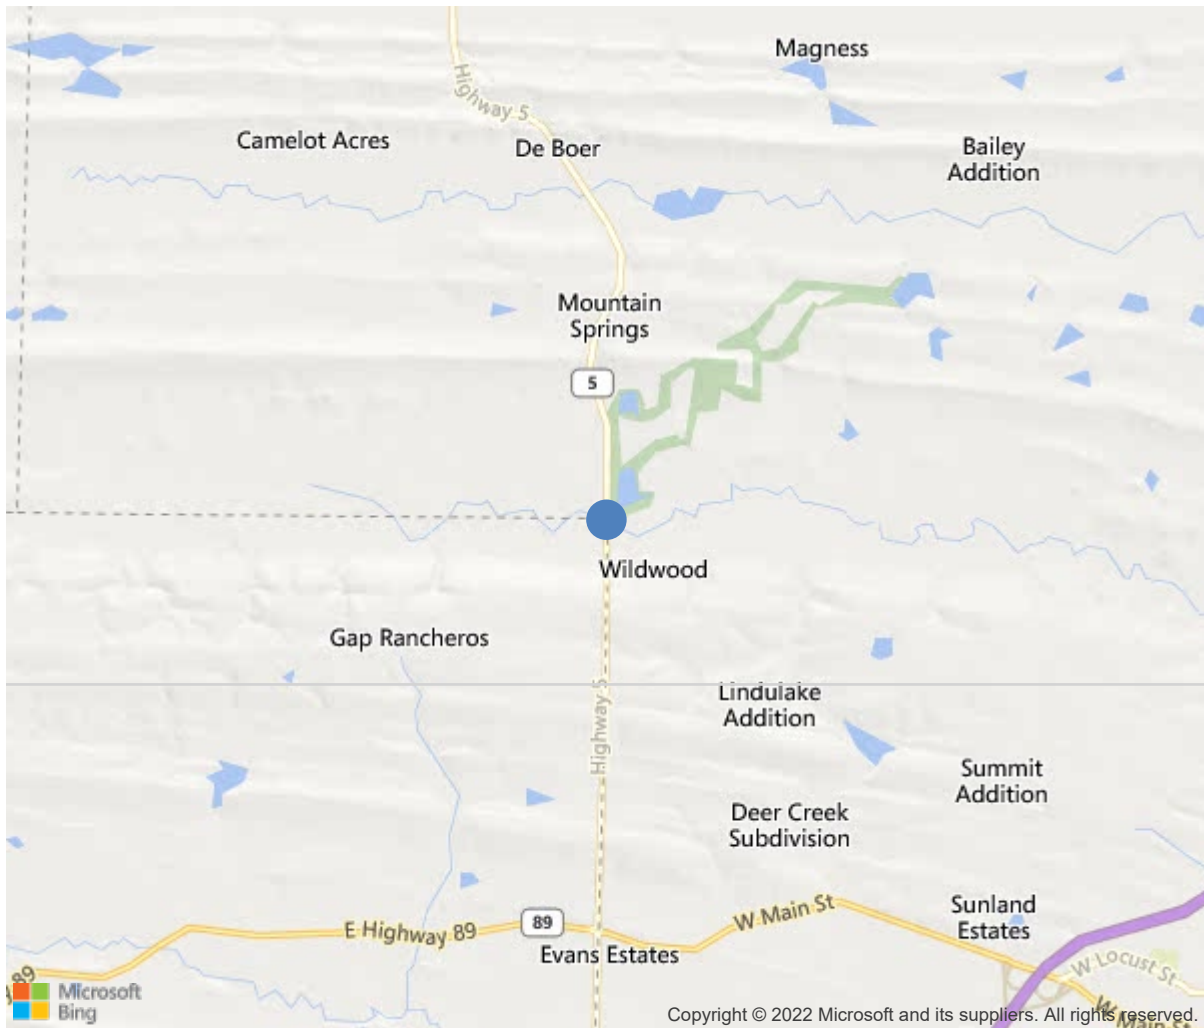 Magness
Highway 5
Camelot Acres
De Boer
Bailey
Addition
Mountain
Springs
5
Wildwood
Gap Rancheros
Lindulake
Addition
Highway 5
Summit
Addition
Deer Creek
Subdivision
Sunland
Estates
W Main St
89
E Highway 89
Evans Estates
W Locust St
89
Microsoft
Bing
W Main St
Copyright © 2022 Microsoft and its suppliers. All rights reserved.